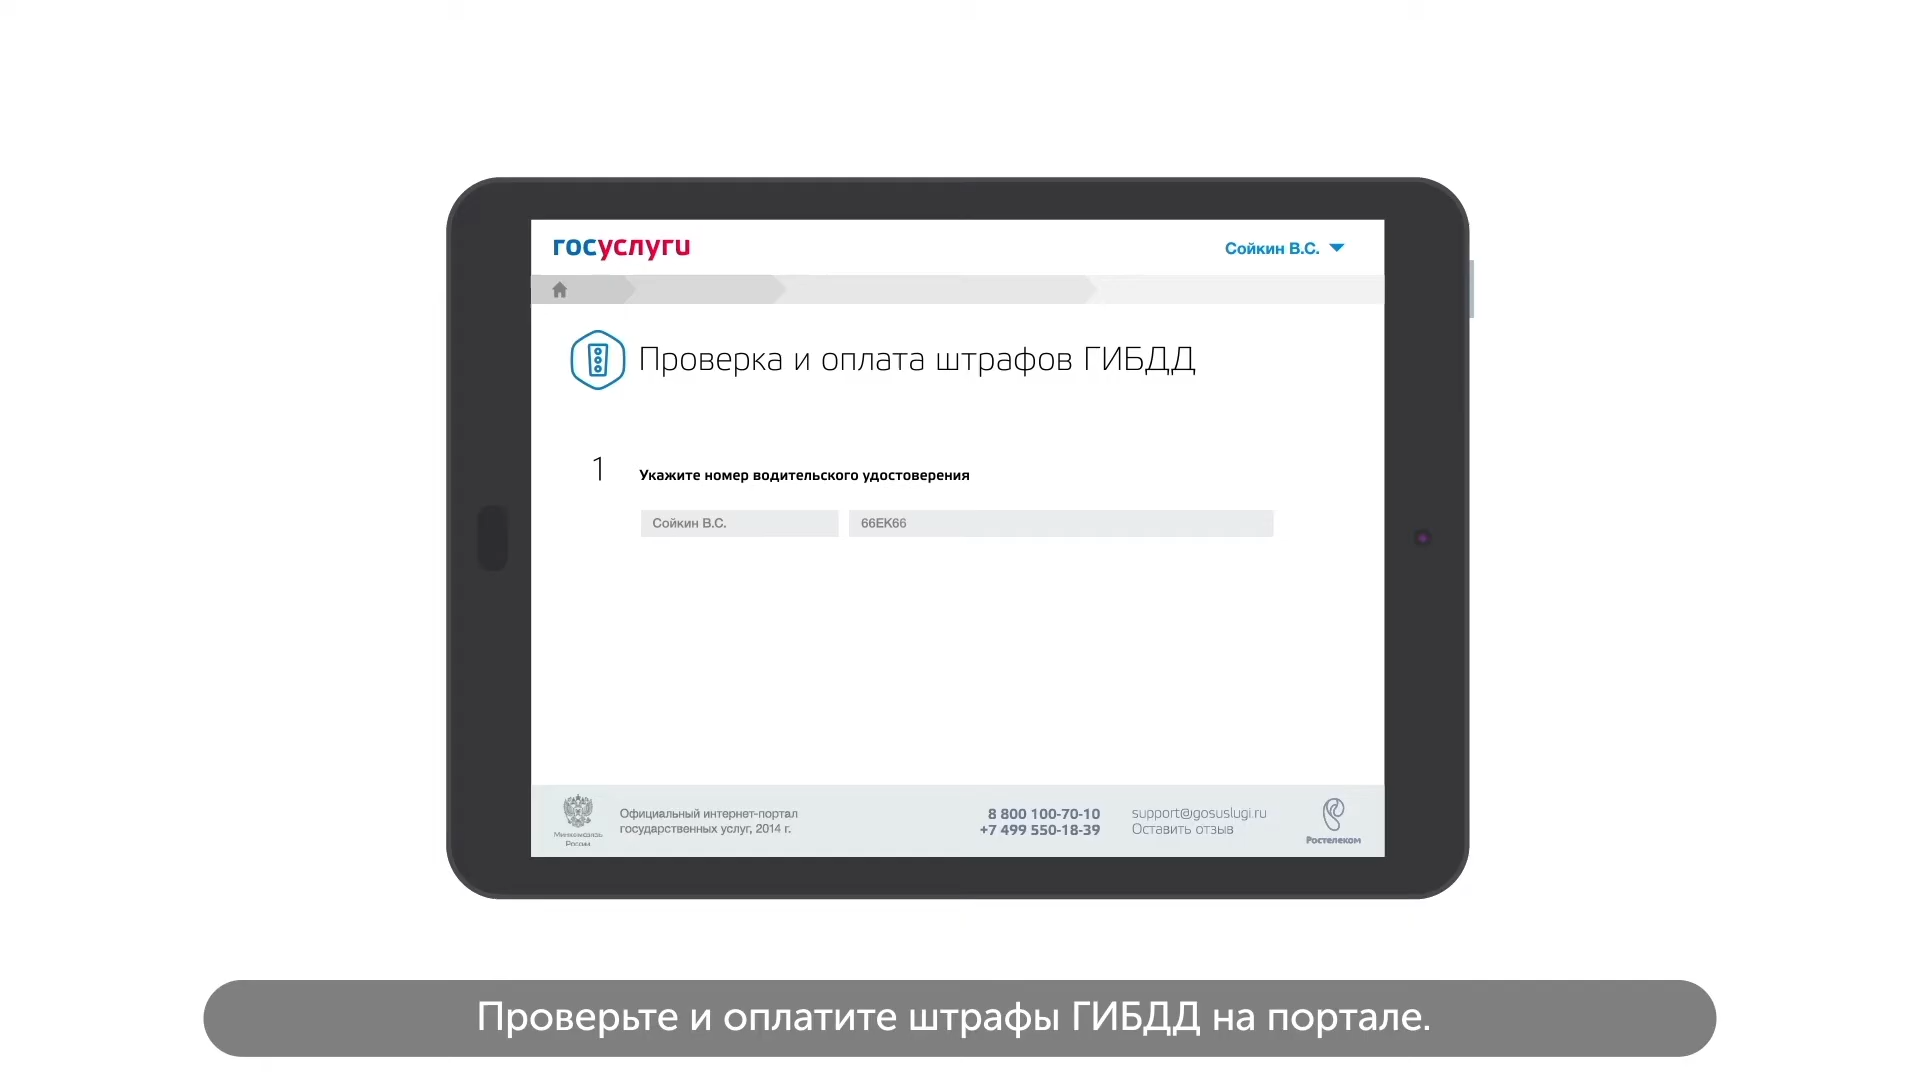 госуслуги
Сойкин В.С.
Проверка и оплата штрафов ГИБДД
1
Укажите номер водительского удостоверения
Сойкин В.С.
66ЕК66
Минкомсвязь
России
Официальный интернет-портал
государственных услуг, 2014 г.
8 800 100-70-10
+7 499 550-18-39
support@gosuslugi.ru
Оставить отзыв
Ростелеком
Проверьте и оплатите штрафы ГИБДД на портале.